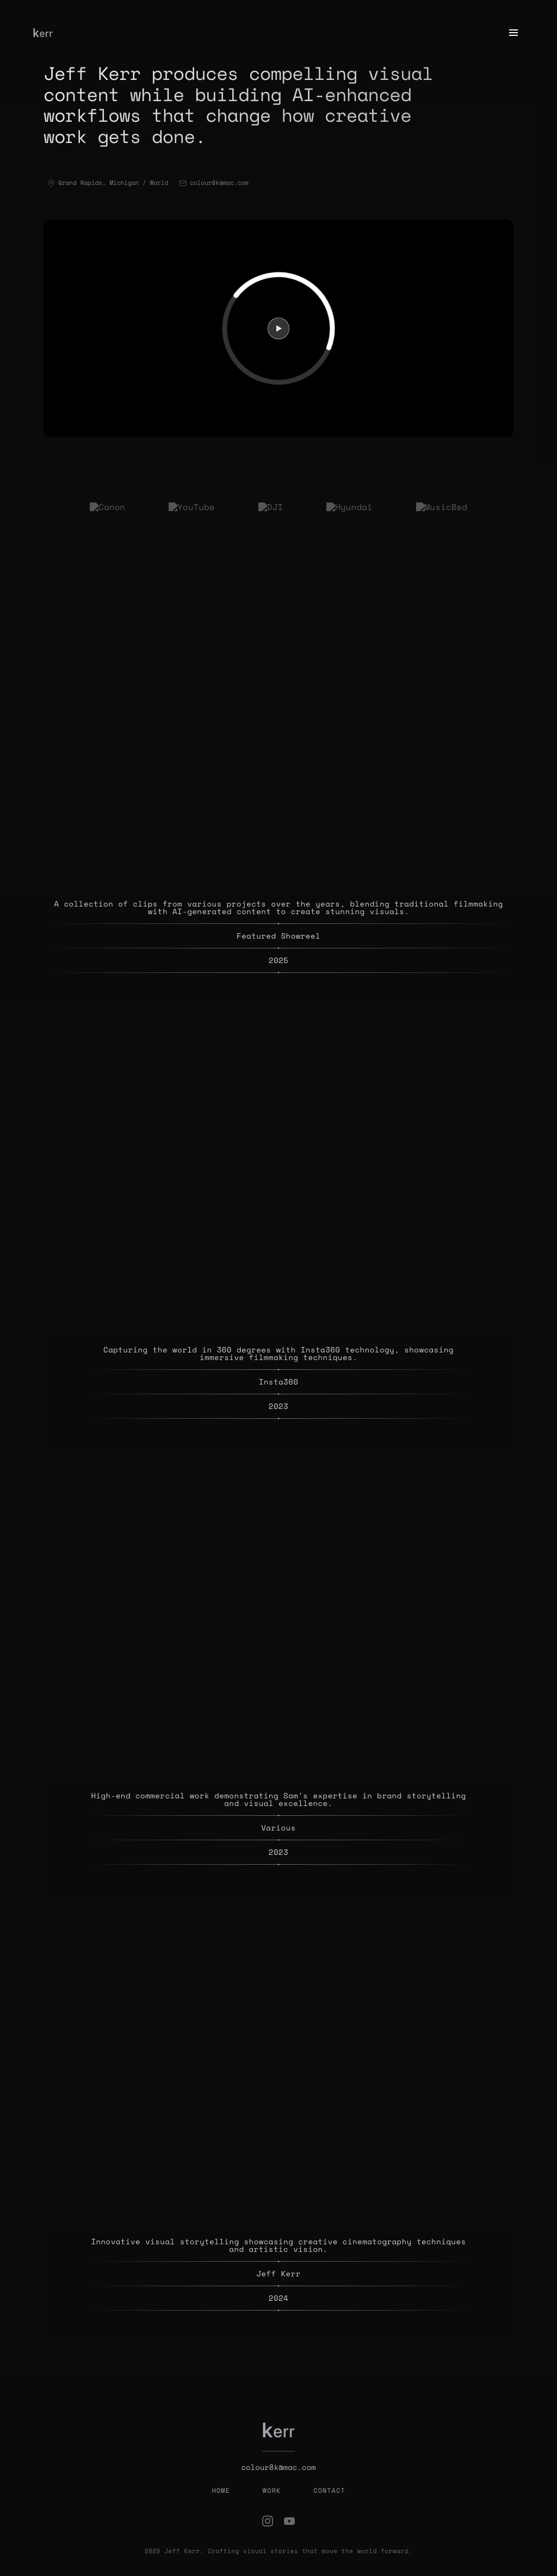 kerr
Jeff Kerr produces compelling visual
content while building AI-enhanced
workflows that change how creative
work gets done.
Grand Rapids, Michigan / World
colour8k@mac.com
Canon
YouTube
DJI
Hyundai
MusicBed
A collection of clips from various projects over the years, blending traditional filmmaking
with AI-generated content to create stunning visuals.
Featured Showreel
2025
Capturing the world in 360 degrees with Insta360 technology, showcasing
immersive filmmaking techniques.
Insta360
2023
High-end commercial work demonstrating Sam's expertise in brand storytelling
and visual excellence.
Various
2023
Innovative visual storytelling showcasing creative cinematography techniques
and artistic vision.
Jeff Kerr
2024
kerr
colour8k@mac.com
HOME
WORK
CONTACT
2025 Jeff Kerr. Crafting visual stories that move the world forward.